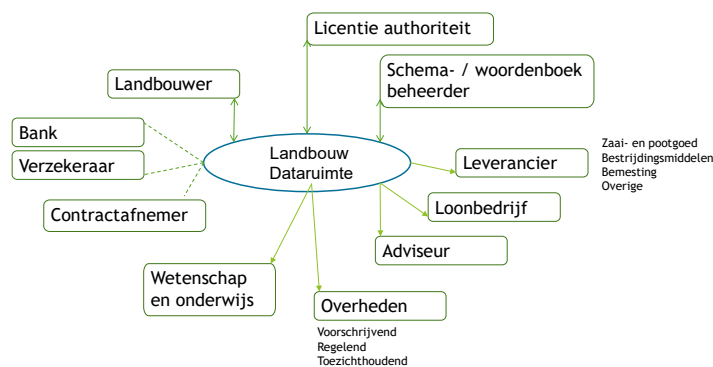 Licentie authoriteit
Landbouwer
Schema- / woordenboek
beheerder
Bank
Verzekeraar
Contractafnemer
Landbouw
Dataruimte
Leverancier
Zaai- en pootgoed
Bestrijdingsmiddelen
Bemesting
Overige
Loonbedrijf
Adviseur
Wetenschap
en onderwijs
Overheden
Voorschrijvend
Regelend
Toezichthoudend